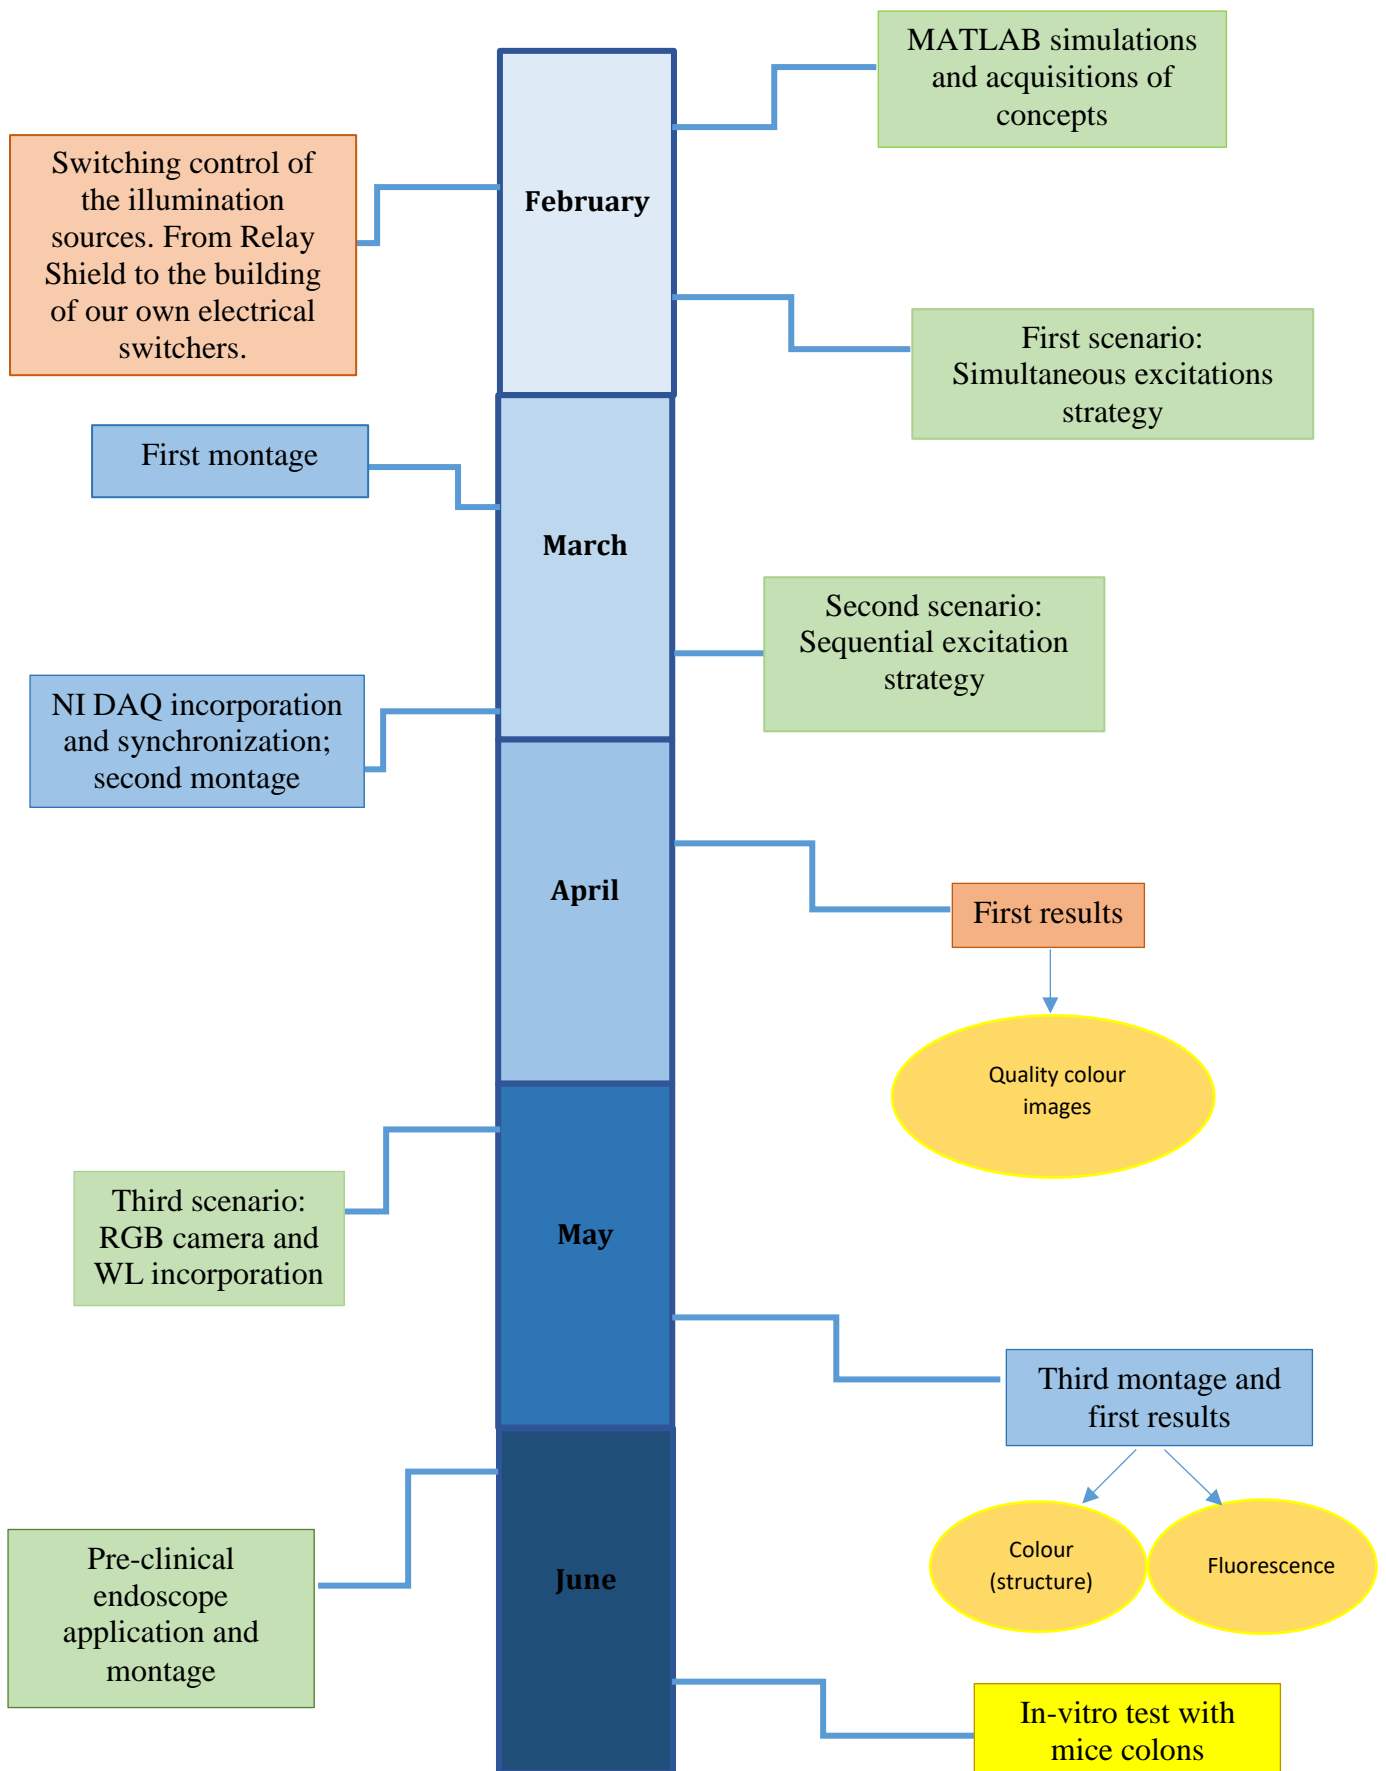 MATLAB simulations
and acquisitions of
concepts
Switching control of
the illumination
sources. From Relay
Shield to the building
of our own electrical
switchers.
February
First scenario:
Simultaneous excitations
strategy
First montage
March
Second scenario:
Sequential excitation
strategy
NI DAQ incorporation
and synchronization;
second montage
April
First results
Quality colour
images
Third scenario:
RGB camera and
WL incorporation
May
Third montage and
first results
Colour
(structure)
Fluorescence
Pre-clinical
endoscope
application and
montage
June
In-vitro test with
mice colons